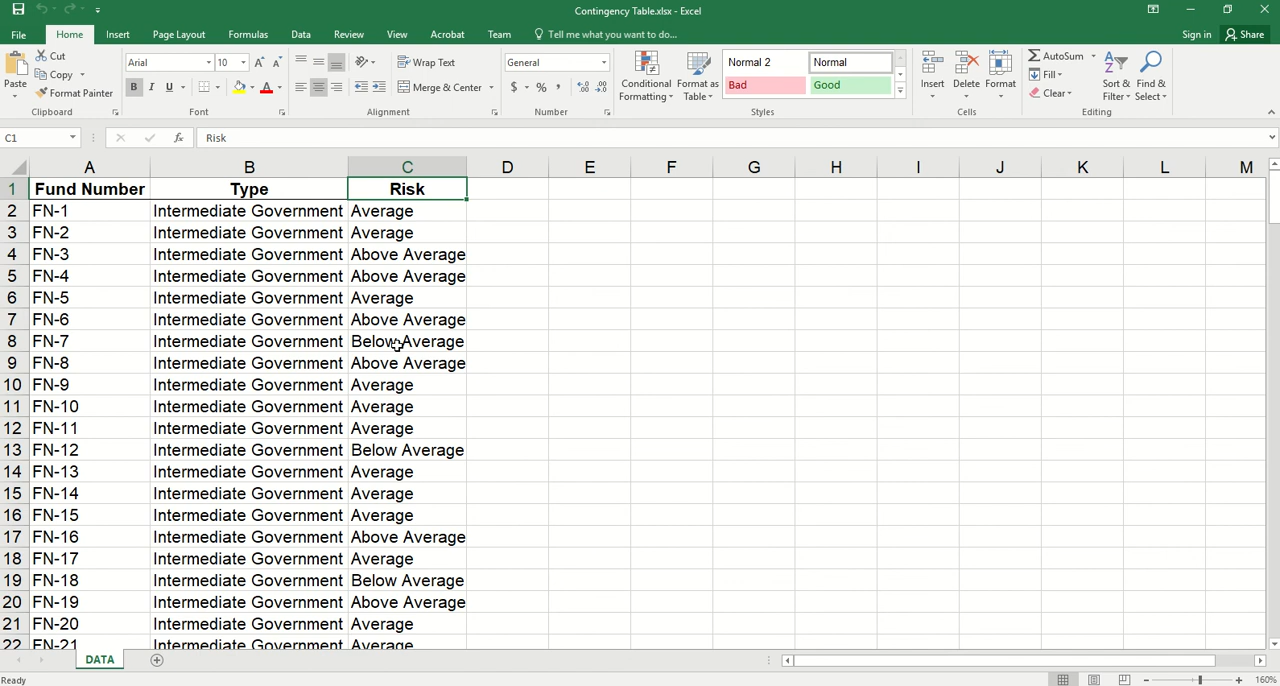 Contingency Table.xlsx - Excel
File Home Insert Page Layout Formulas Data Review View Acrobat Team Tell me what you want to do... Sign in Share
Paste Cut Copy Format Painter Clipboard
Arial 10 A A B I U A Font
Wrap Text Merge & Center Alignment
General $ % , Number
Conditional Formatting Format as Table Normal 2 Normal Bad Good Styles
Insert Delete Format Cells
AutoSum Fill Clear Sort & Filter Find & Select Editing
C1 fx Risk
A B C D E F G H I J K L M
1 Fund Number Type Risk
2 FN-1 Intermediate Government Average
3 FN-2 Intermediate Government Average
4 FN-3 Intermediate Government Above Average
5 FN-4 Intermediate Government Above Average
6 FN-5 Intermediate Government Average
7 FN-6 Intermediate Government Above Average
8 FN-7 Intermediate Government Below Average
9 FN-8 Intermediate Government Above Average
10 FN-9 Intermediate Government Average
11 FN-10 Intermediate Government Average
12 FN-11 Intermediate Government Average
13 FN-12 Intermediate Government Below Average
14 FN-13 Intermediate Government Average
15 FN-14 Intermediate Government Average
16 FN-15 Intermediate Government Average
17 FN-16 Intermediate Government Above Average
18 FN-17 Intermediate Government Average
19 FN-18 Intermediate Government Below Average
20 FN-19 Intermediate Government Above Average
21 FN-20 Intermediate Government Average
22 FN-21 Intermediate Government Average
DATA
Ready 160%